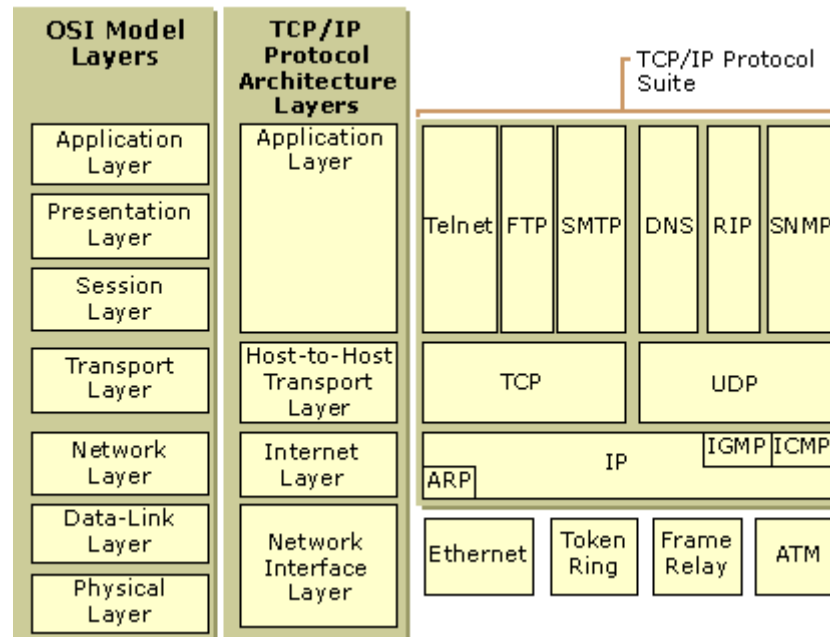 OSI Model
Layers
Application
Layer
Presentation
Layer
Session
Layer
Transport
Layer
Network
Layer
Data-Link
Layer
Physical
Layer
TCP/IP
Protocol
Architecture
Layers
Application
Layer
Host-to-Host
Transport
Layer
Internet
Layer
Network
Interface
Layer
TCP/IP Protocol
Suite
Telnet
FTP
SMTP
DNS
RIP
SNMP
TCP
UDP
IP
IGMP
ICMP
ARP
Ethernet
Token
Ring
Frame
Relay
ATM